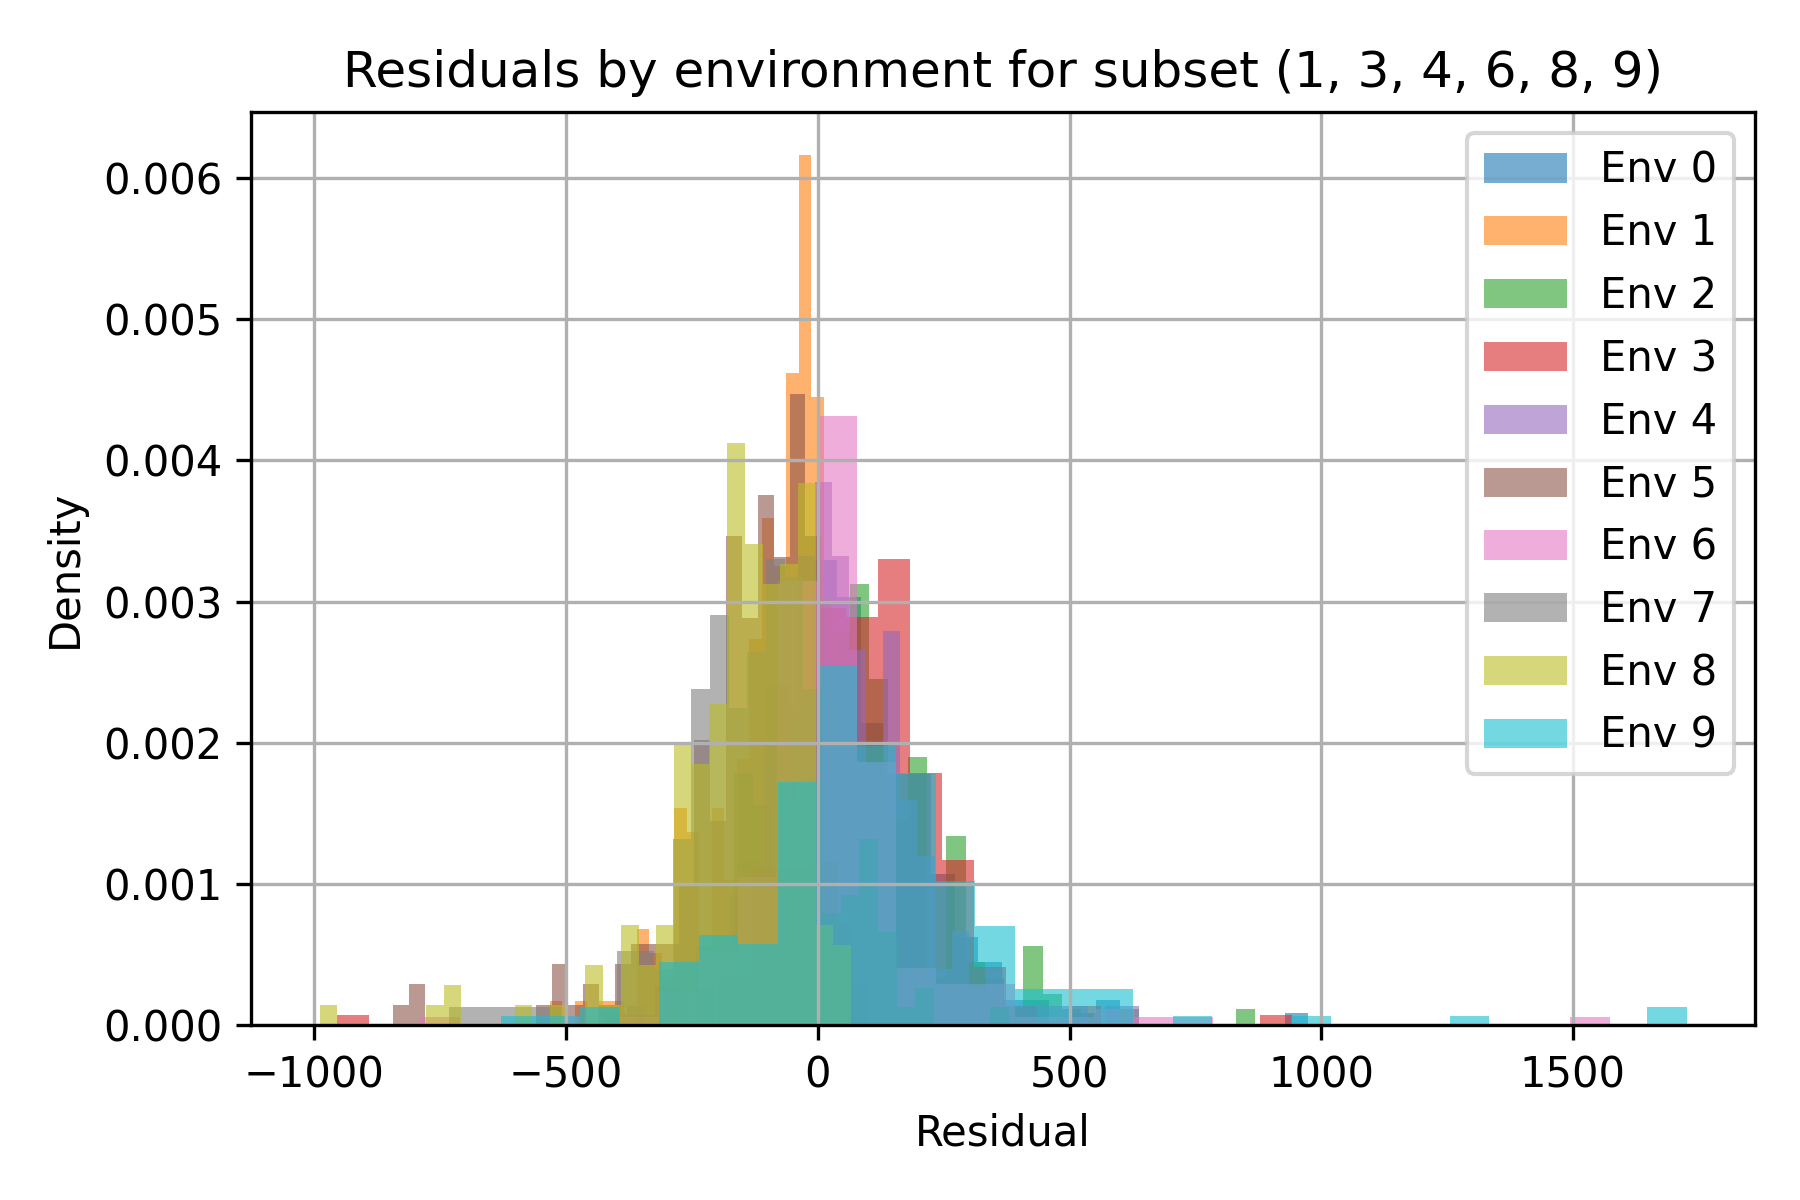 Residuals by environment for subset (1, 3, 4, 6, 8, 9)
Density
0.006
0.005
0.004
0.003
0.002
0.001
0.000
−1000
−500
0
500
1000
1500
Residual
Env 0
Env 1
Env 2
Env 3
Env 4
Env 5
Env 6
Env 7
Env 8
Env 9